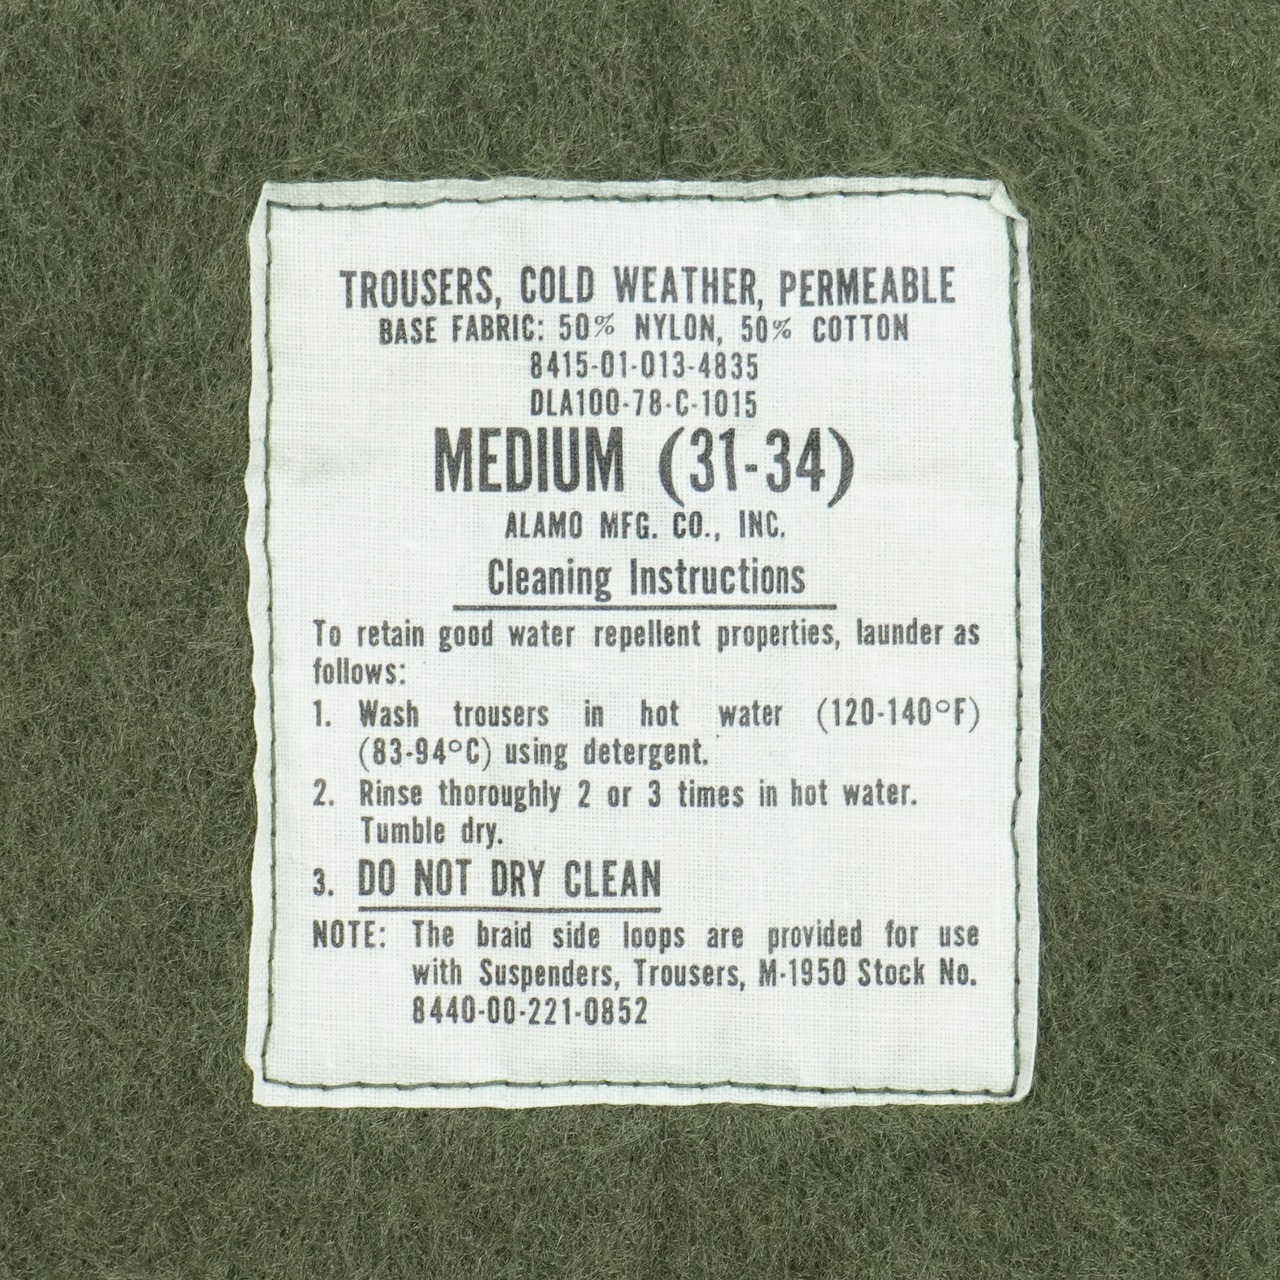 TROUSERS, COLD WEATHER, PERMEABLE
BASE FABRIC: 50% NYLON, 50% COTTON
8415-01-013-4835
DLA100-78-C-1015
MEDIUM (31-34)
ALAMO MFG. CO., INC.
Cleaning Instructions
To retain good water repellent properties, launder as
follows:
1. Wash trousers in hot water (120-140°F)
(83-94°C) using detergent.
2. Rinse thoroughly 2 or 3 times in hot water.
Tumble dry.
3. DO NOT DRY CLEAN
NOTE: The braid side loops are provided for use
with Suspenders, Trousers, M-1950 Stock No.
8440-00-221-0852